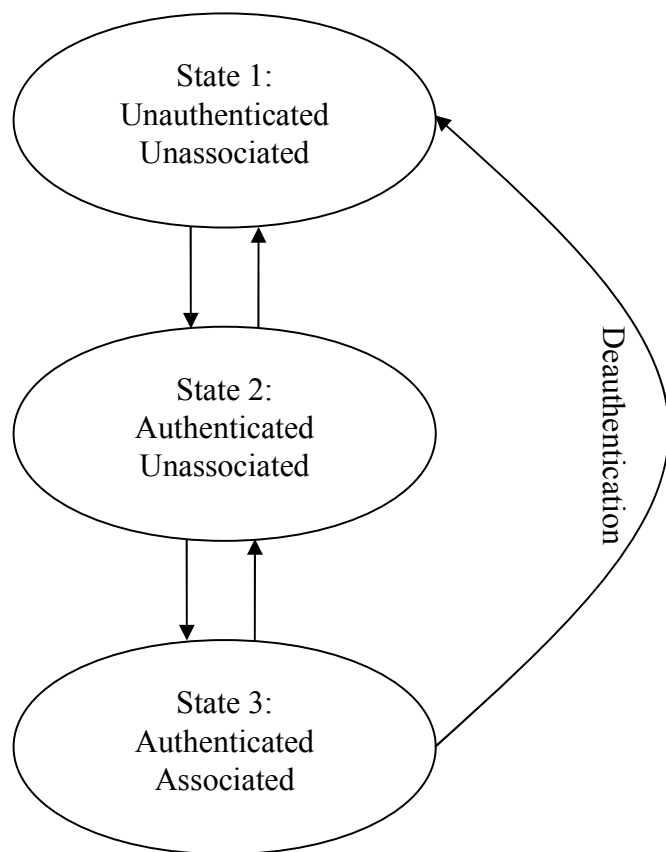 State 1:
Unauthenticated
Unassociated
Deauthentication
State 2:
Authenticated
Unassociated
State 3:
Authenticated
Associated